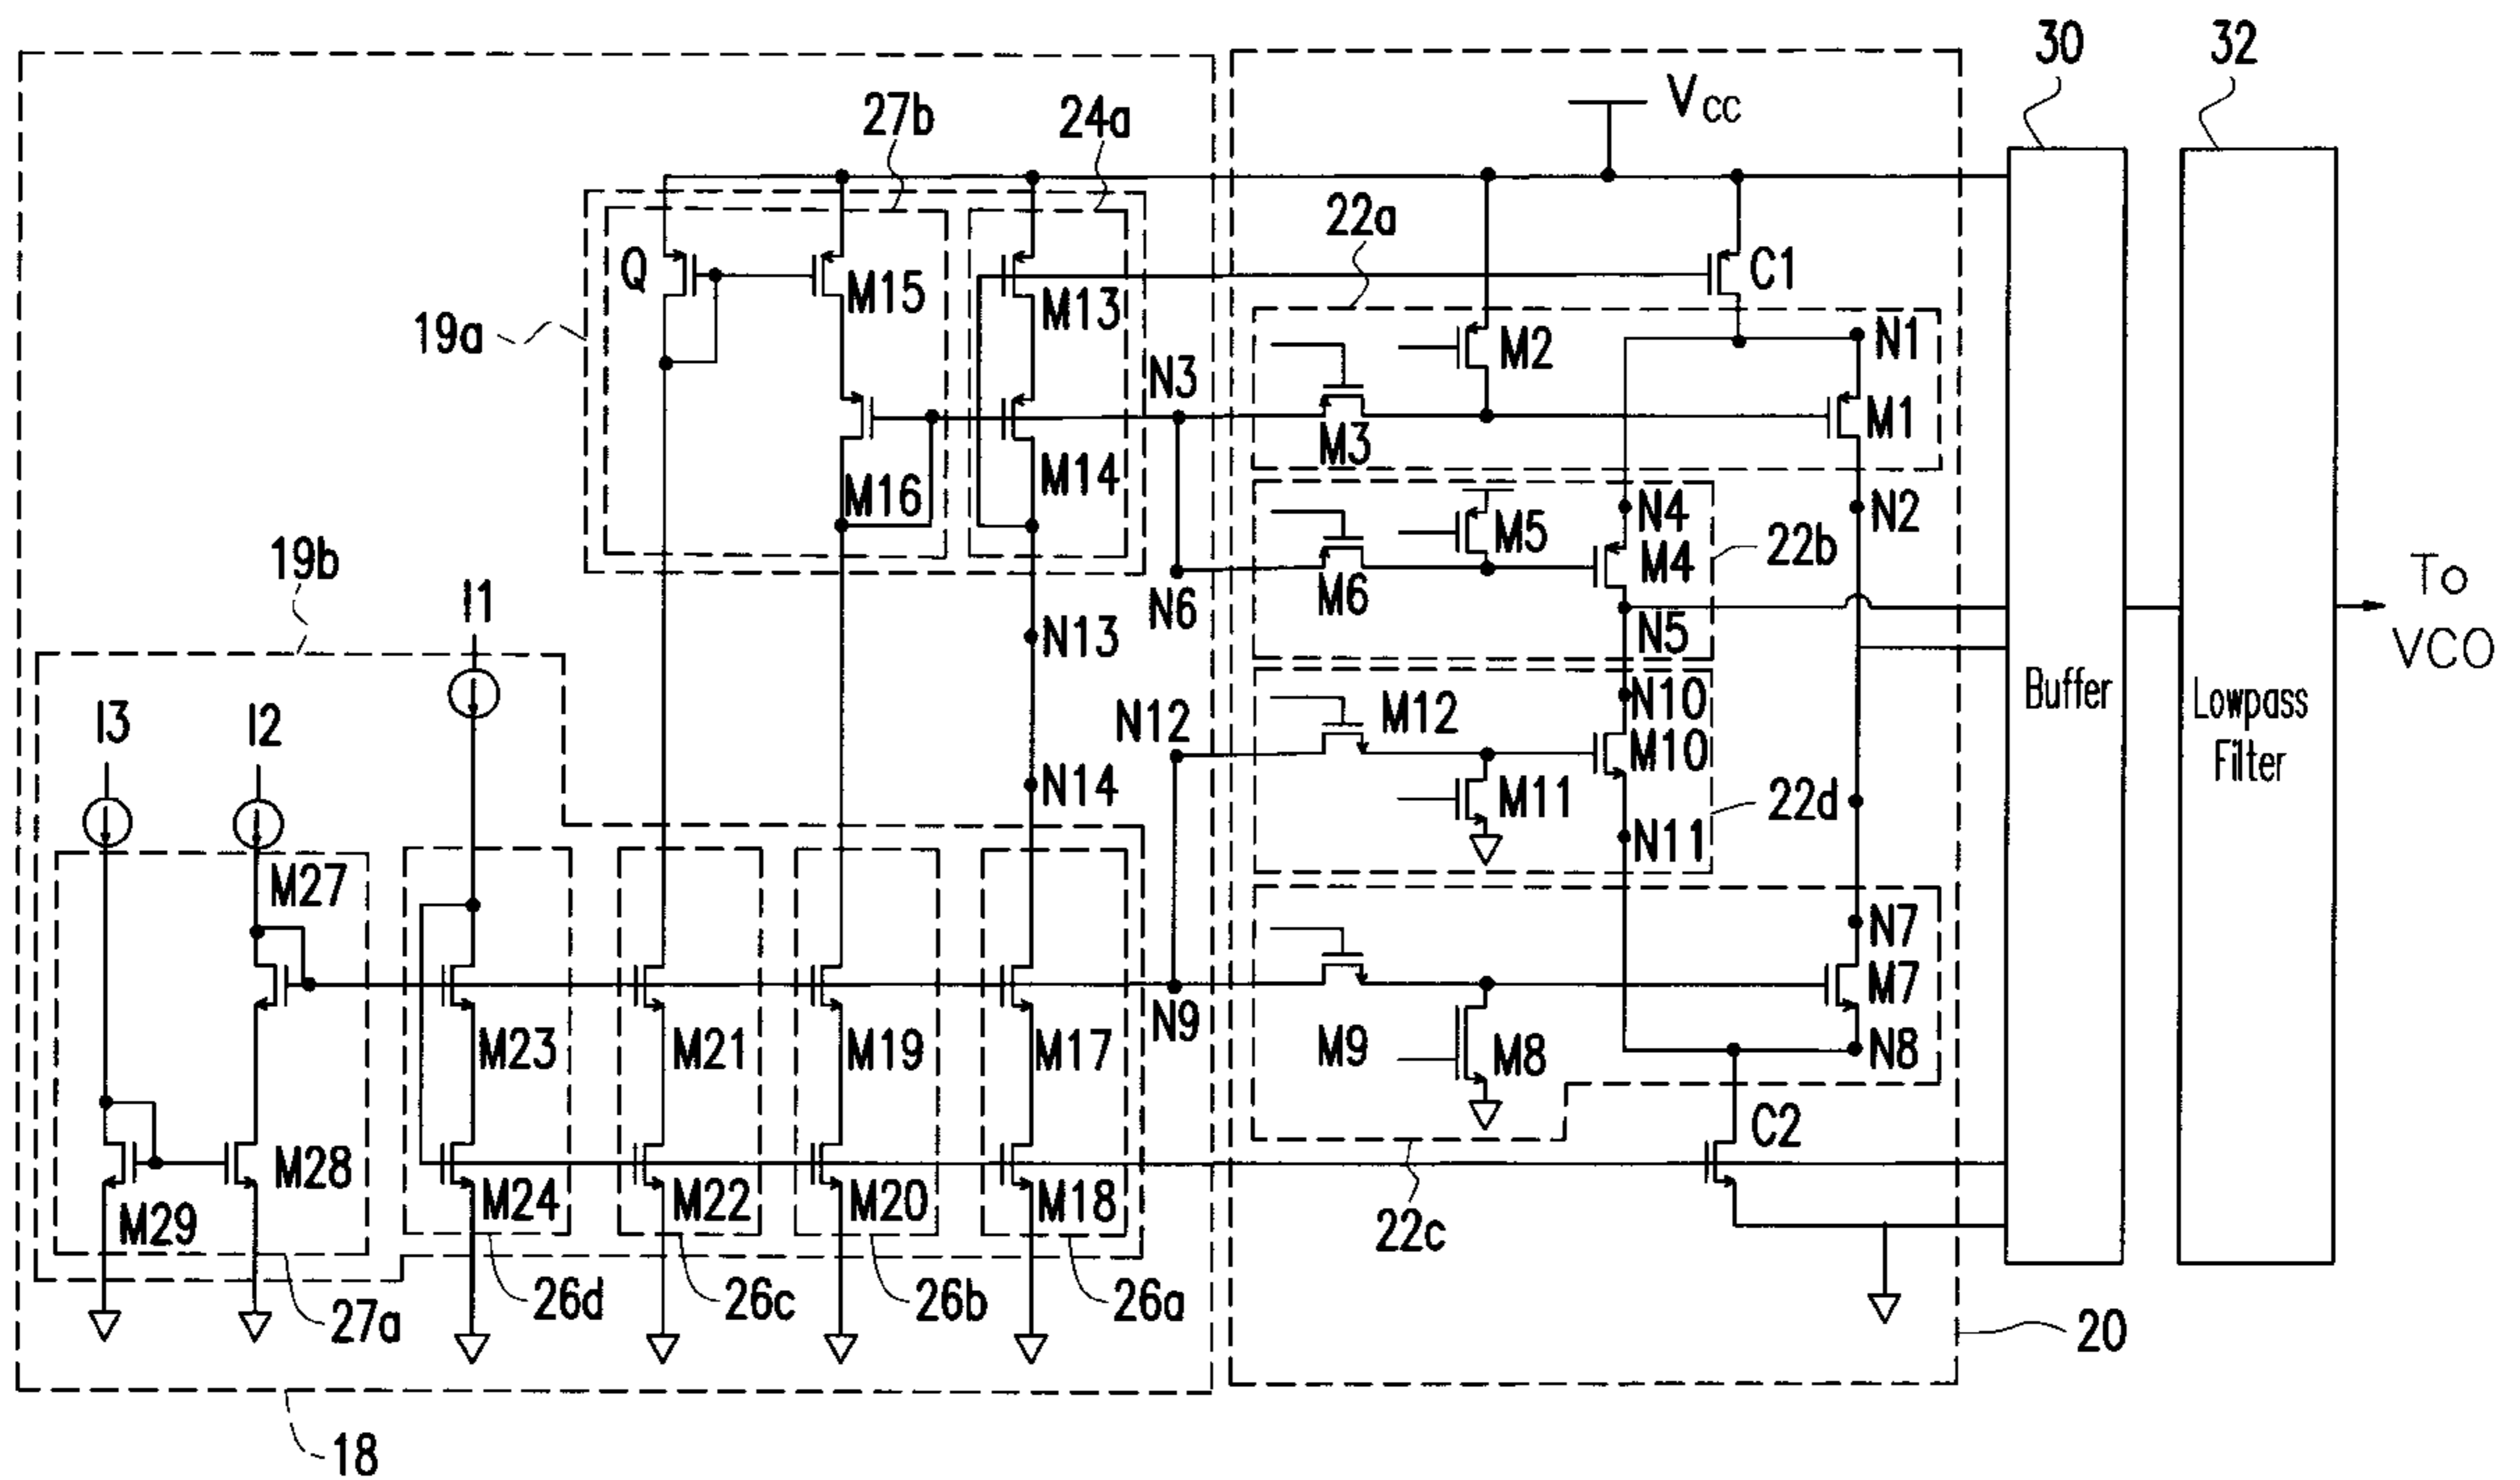 30
32
27b
24a
VCC
22a
Q
M15
M13
C1
19a
N3
M2
N1
M3
M1
M16
M14
N4
N2
M5
22b
M4
M6
N6
N5
To
VCO
19b
I1
N13
I3
I2
N12
M12
N10
M10
Buffer
Lowpass
Filter
N14
M11
22d
N11
M27
N7
M7
N9
M9
M8
N8
M23
M21
M19
M17
C2
M28
M29
M24
M22
M20
M18
22c
27a
26d
26c
26b
26a
20
18